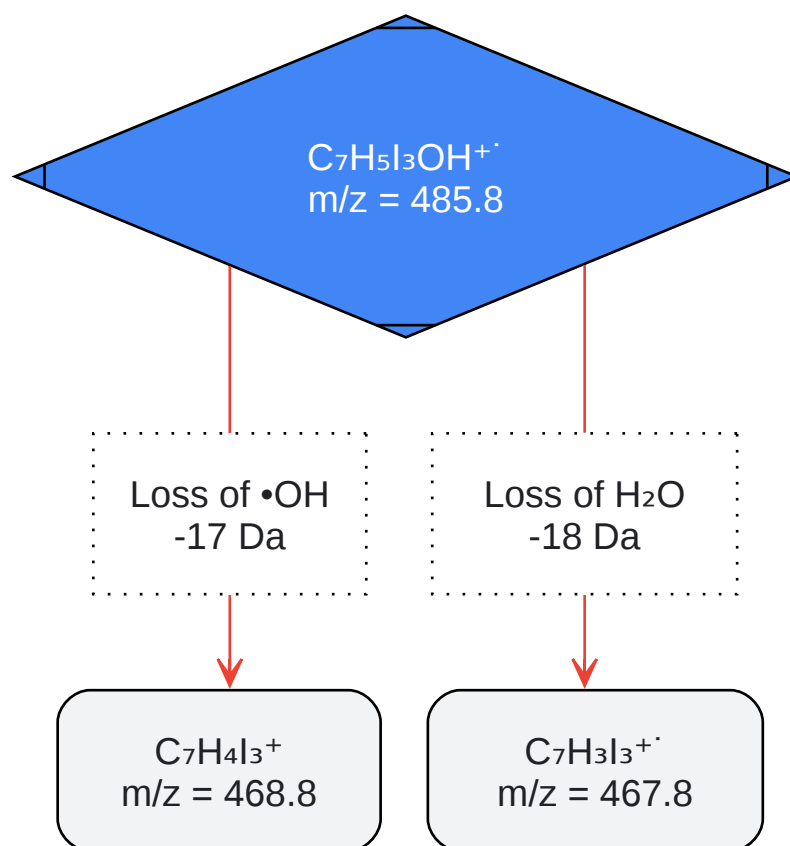 C₇H₅I₃OH⁺˙
m/z = 485.8
Loss of •OH
-17 Da
Loss of H₂O
-18 Da
C₇H₄I₃⁺
m/z = 468.8
C₇H₃I₃⁺˙
m/z = 467.8